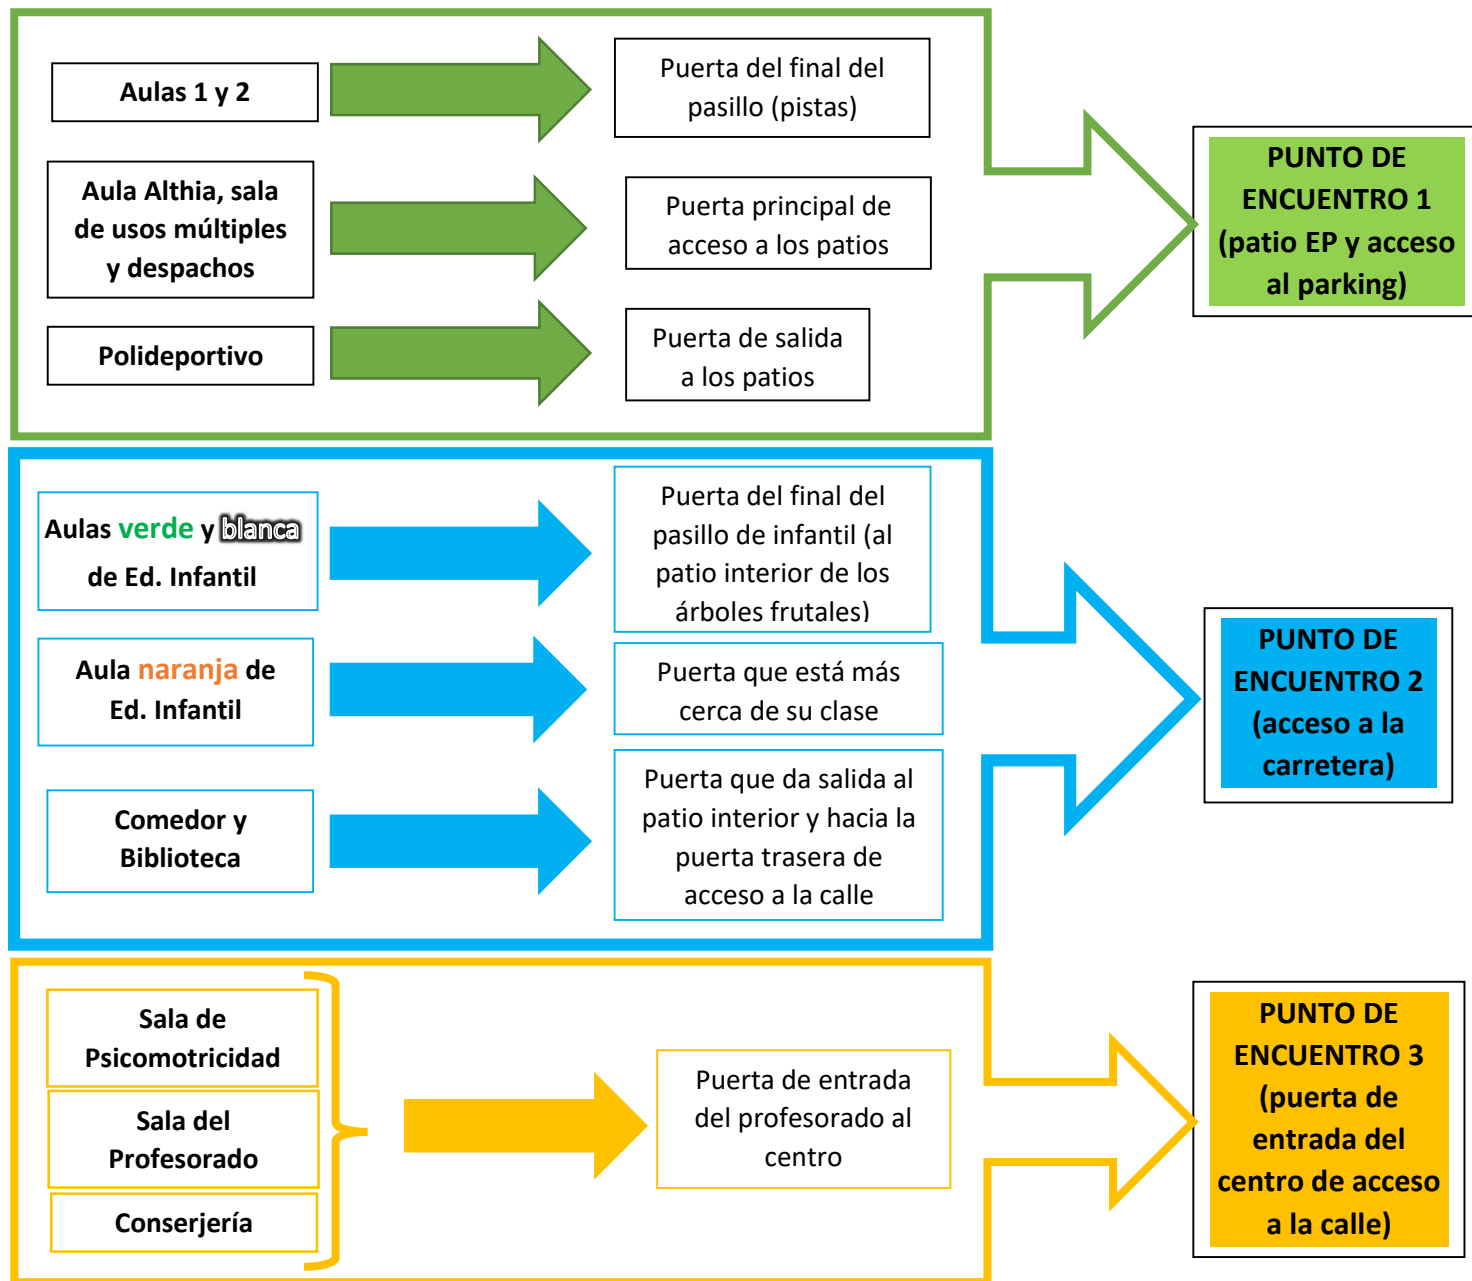 Aulas 1 y 2
Puerta del final del
pasillo (pistas)
Aula Althia, sala
de usos múltiples
y despachos
Puerta principal de
acceso a los patios
Polideportivo
Puerta de salida
a los patios
PUNTO DE
ENCUENTRO 1
(patio EP y acceso
al parking)
Aulas verde y blanca
de Ed. Infantil
Puerta del final del
pasillo de infantil (al
patio interior de los
árboles frutales)
Aula naranja de
Ed. Infantil
Puerta que está más
cerca de su clase
Comedor y
Biblioteca
Puerta que da salida al
patio interior y hacia la
puerta trasera de
acceso a la calle
PUNTO DE
ENCUENTRO 2
(acceso a la
carretera)
Sala de
Psicomotricidad
Sala del
Profesorado
Conserjería
Puerta de entrada
del profesorado al
centro
PUNTO DE
ENCUENTRO 3
(puerta de
entrada del
centro de acceso
a la calle)